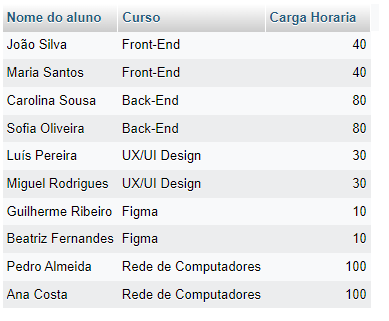 Nome do aluno Curso Carga Horaria
João Silva Front-End 40
Maria Santos Front-End 40
Carolina Sousa Back-End 80
Sofia Oliveira Back-End 80
Luís Pereira UX/UI Design 30
Miguel Rodrigues UX/UI Design 30
Guilherme Ribeiro Figma 10
Beatriz Fernandes Figma 10
Pedro Almeida Rede de Computadores 100
Ana Costa Rede de Computadores 100